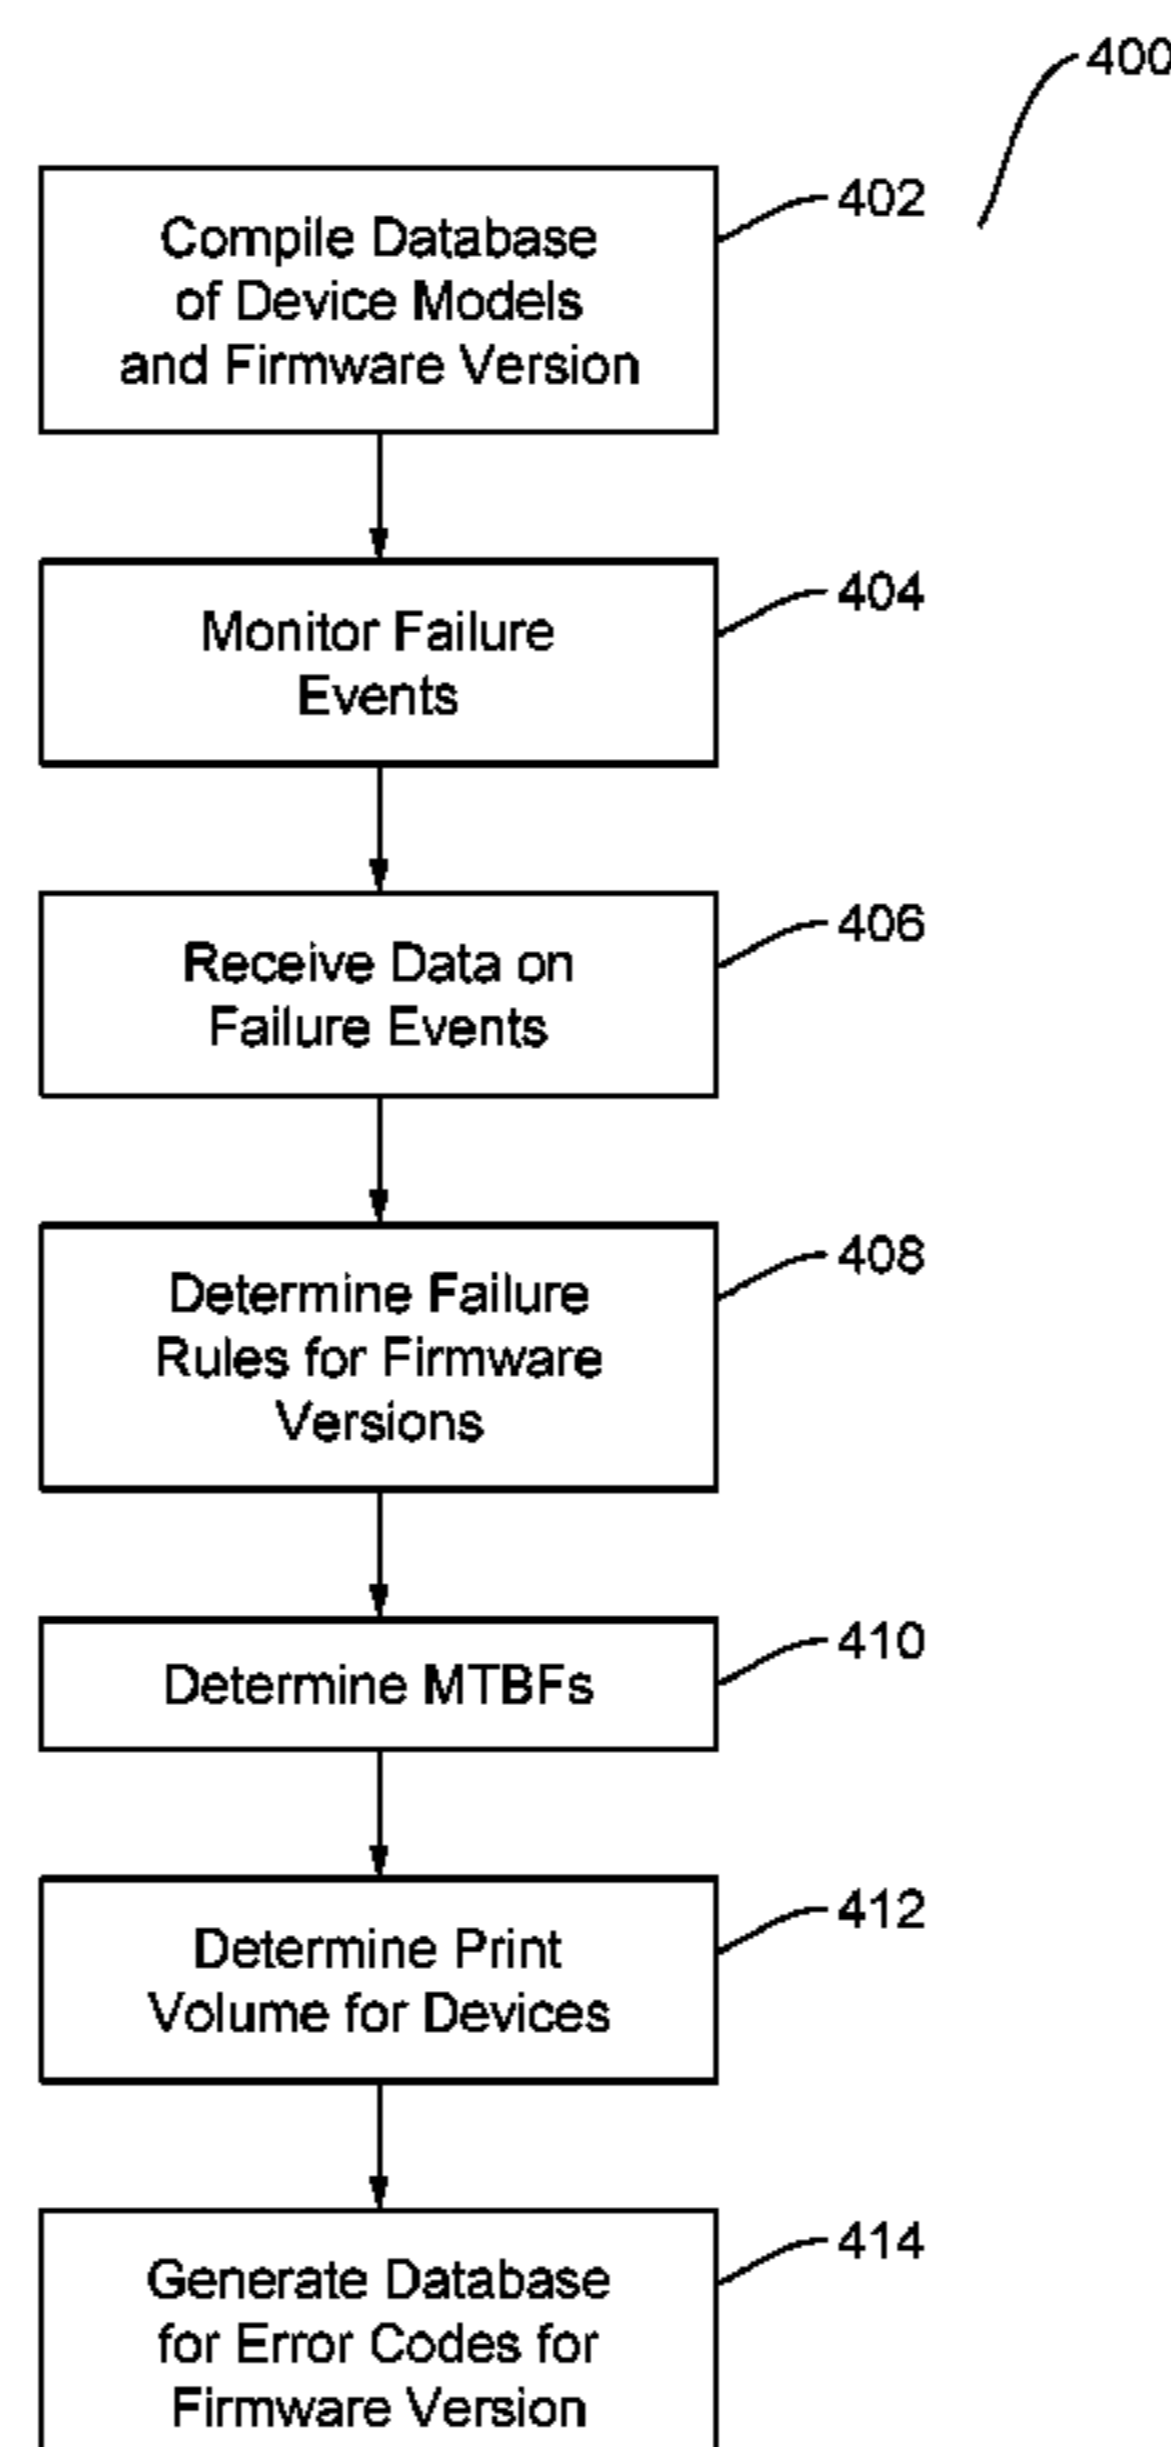 400
402
Compile Database
of Device Models
and Firmware Version
404
Monitor Failure
Events
406
Receive Data on
Failure Events
408
Determine Failure
Rules for Firmware
Versions
410
Determine MTBFs
412
Determine Print
Volume for Devices
414
Generate Database
for Error Codes for
Firmware Version